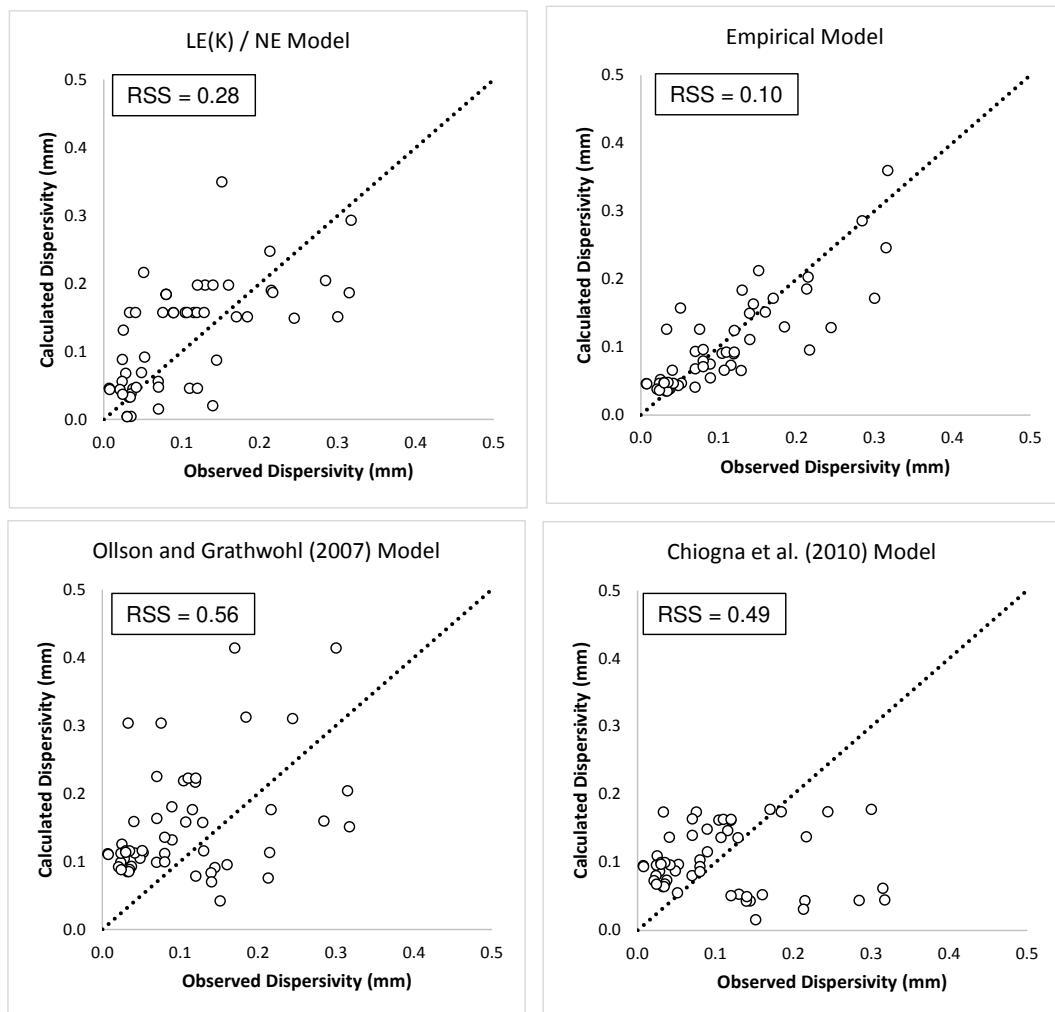 LE(K) / NE Model
RSS = 0.28
Calculated Dispersivity (mm)
0.5
0.4
0.3
0.2
0.1
0.0
0.0 0.1 0.2 0.3 0.4 0.5
Observed Dispersivity (mm)
Empirical Model
RSS = 0.10
Calculated Dispersivity (mm)
0.5
0.4
0.3
0.2
0.1
0.0
0.0 0.1 0.2 0.3 0.4 0.5
Observed Dispersivity (mm)
Ollson and Grathwohl (2007) Model
RSS = 0.56
Calculated Dispersivity (mm)
0.5
0.4
0.3
0.2
0.1
0.0
0.0 0.1 0.2 0.3 0.4 0.5
Observed Dispersivity (mm)
Chiogna et al. (2010) Model
RSS = 0.49
Calculated Dispersivity (mm)
0.5
0.4
0.3
0.2
0.1
0.0
0.0 0.1 0.2 0.3 0.4 0.5
Observed Dispersivity (mm)